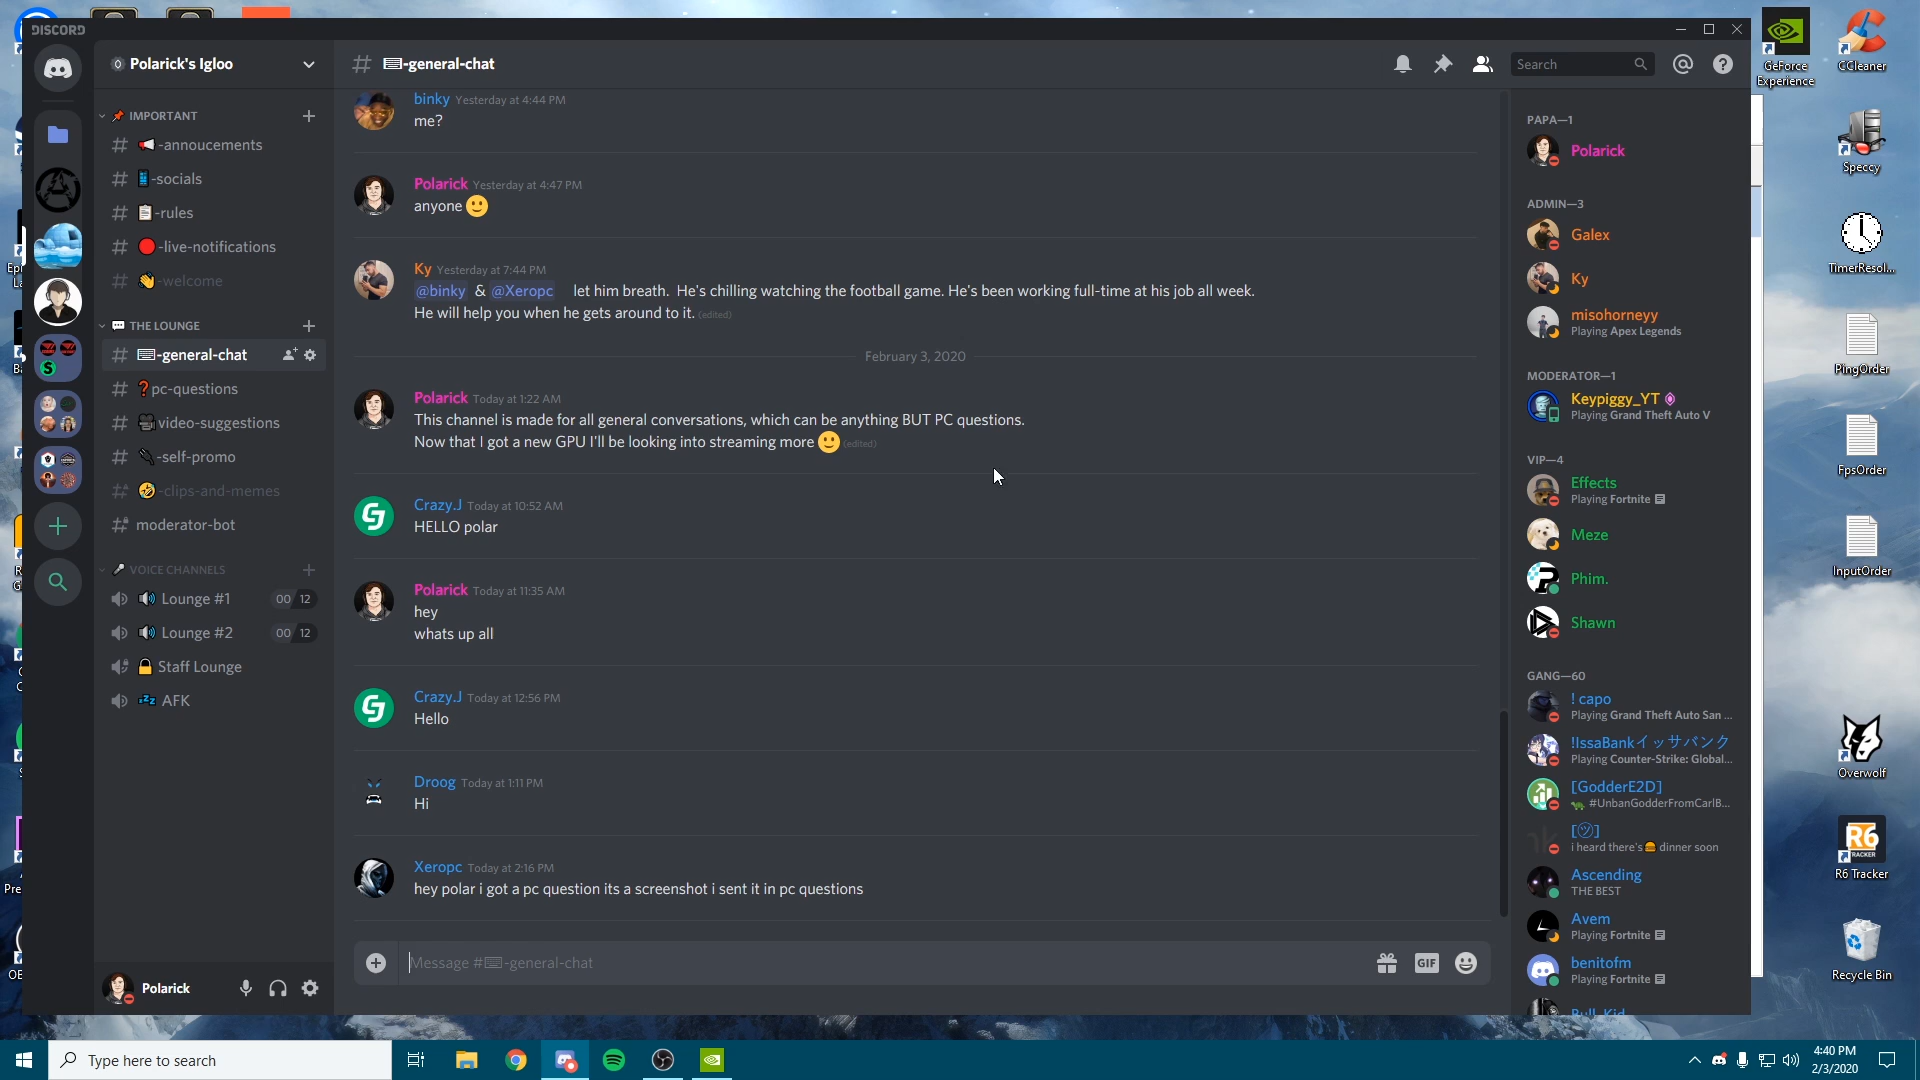 DISCORD
Polarick's Igloo
IMPORTANT
-annoucements
-socials
-rules
-live-notifications
-welcome
THE LOUNGE
-general-chat
pc-questions
video-suggestions
-self-promo
-clips-and-memes
moderator-bot
VOICE CHANNELS
Lounge #1 00 12
Lounge #2 00 12
Staff Lounge
AFK
Polarick
-general-chat
Search
binky Yesterday at 4:44 PM
me?
Polarick Yesterday at 4:47 PM
anyone
Ky Yesterday at 7:44 PM
@binky & @Xeropc let him breath. He's chilling watching the football game. He's been working full-time at his job all week.
He will help you when he gets around to it. (edited)
February 3, 2020
Polarick Today at 1:22 AM
This channel is made for all general conversations, which can be anything BUT PC questions.
Now that I got a new GPU I'll be looking into streaming more 🙂 (edited)
Crazy.J Today at 10:52 AM
HELLO polar
Polarick Today at 11:35 AM
hey
whats up all
Crazy.J Today at 12:56 PM
Hello
Droog Today at 1:11 PM
Hi
Xeropc Today at 2:16 PM
hey polar i got a pc question its a screenshot i sent it in pc questions
Message #⌨-general-chat
GIF
PAPA—1
Polarick
ADMIN—3
Galex
Ky
misohorneyy
Playing Apex Legends
MODERATOR—1
Keypiggy_YT
Playing Grand Theft Auto V
VIP—4
Effects
Playing Fortnite
Meze
Phim.
Shawn
GANG—60
! capo
Playing Grand Theft Auto San ...
!IssaBankイッサバンク
Playing Counter-Strike: Global...
[GodderE2D]
#UnbanGodderFromCarlB...
[㋡]
i heard there's 🍔 dinner soon
Ascending
THE BEST
Avem
Playing Fortnite
benitofm
Playing Fortnite
GeForce
Experience
CCleaner
Speccy
TimerResol...
PingOrder
FpsOrder
InputOrder
Overwolf
R6
TRACKER
R6 Tracker
Recycle Bin
Type here to search
4:40 PM
2/3/2020